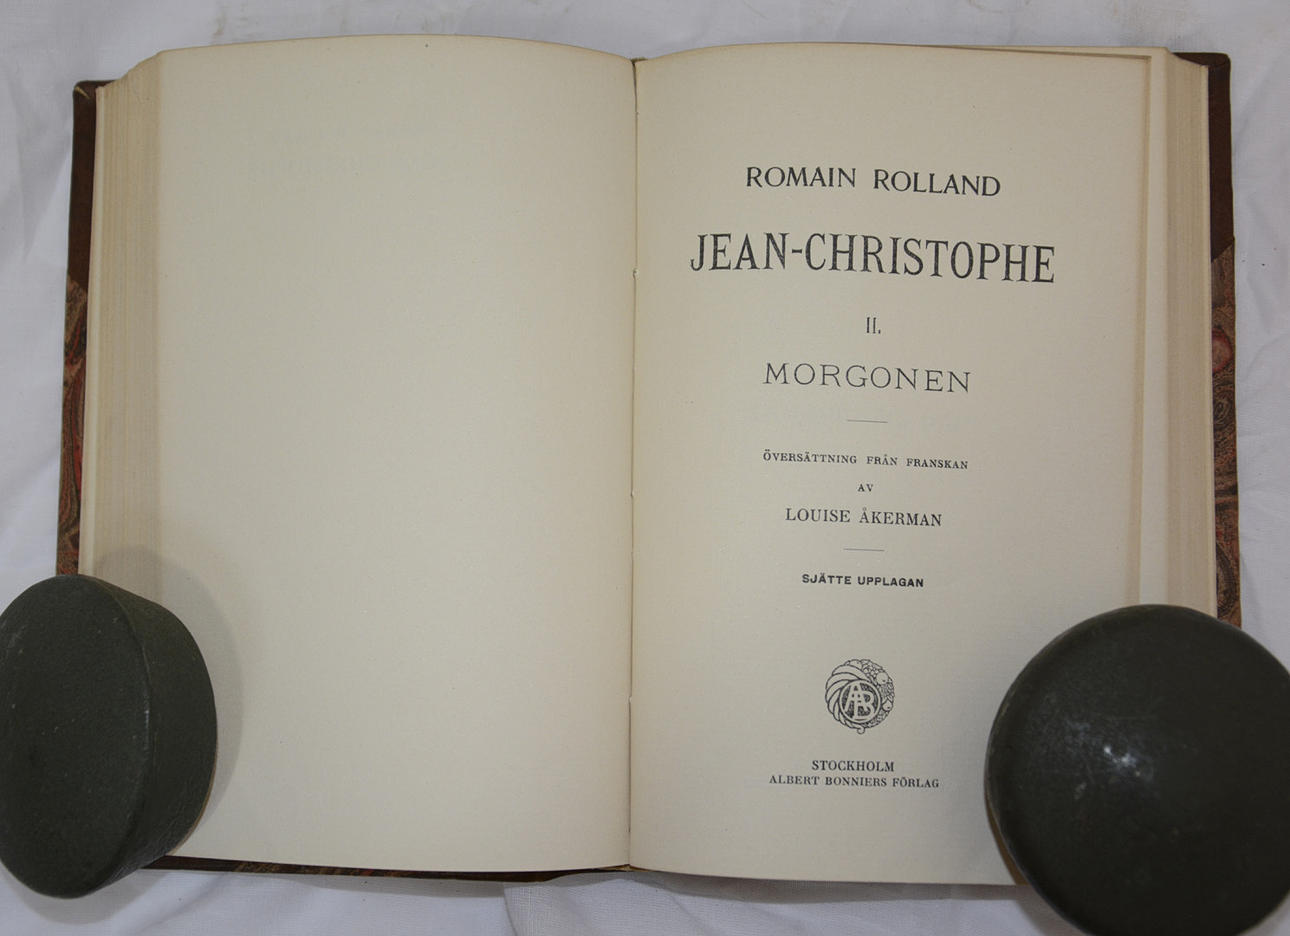 ROMAIN ROLLAND
JEAN-CHRISTOPHE
II.
MORGONEN
ÖVERSÄTTNING FRÅN FRANSKAN
AV
LOUISE ÅKERMAN
SJÄTTE UPPLAGAN
AB
STOCKHOLM
ALBERT BONNIERS FÖRLAG